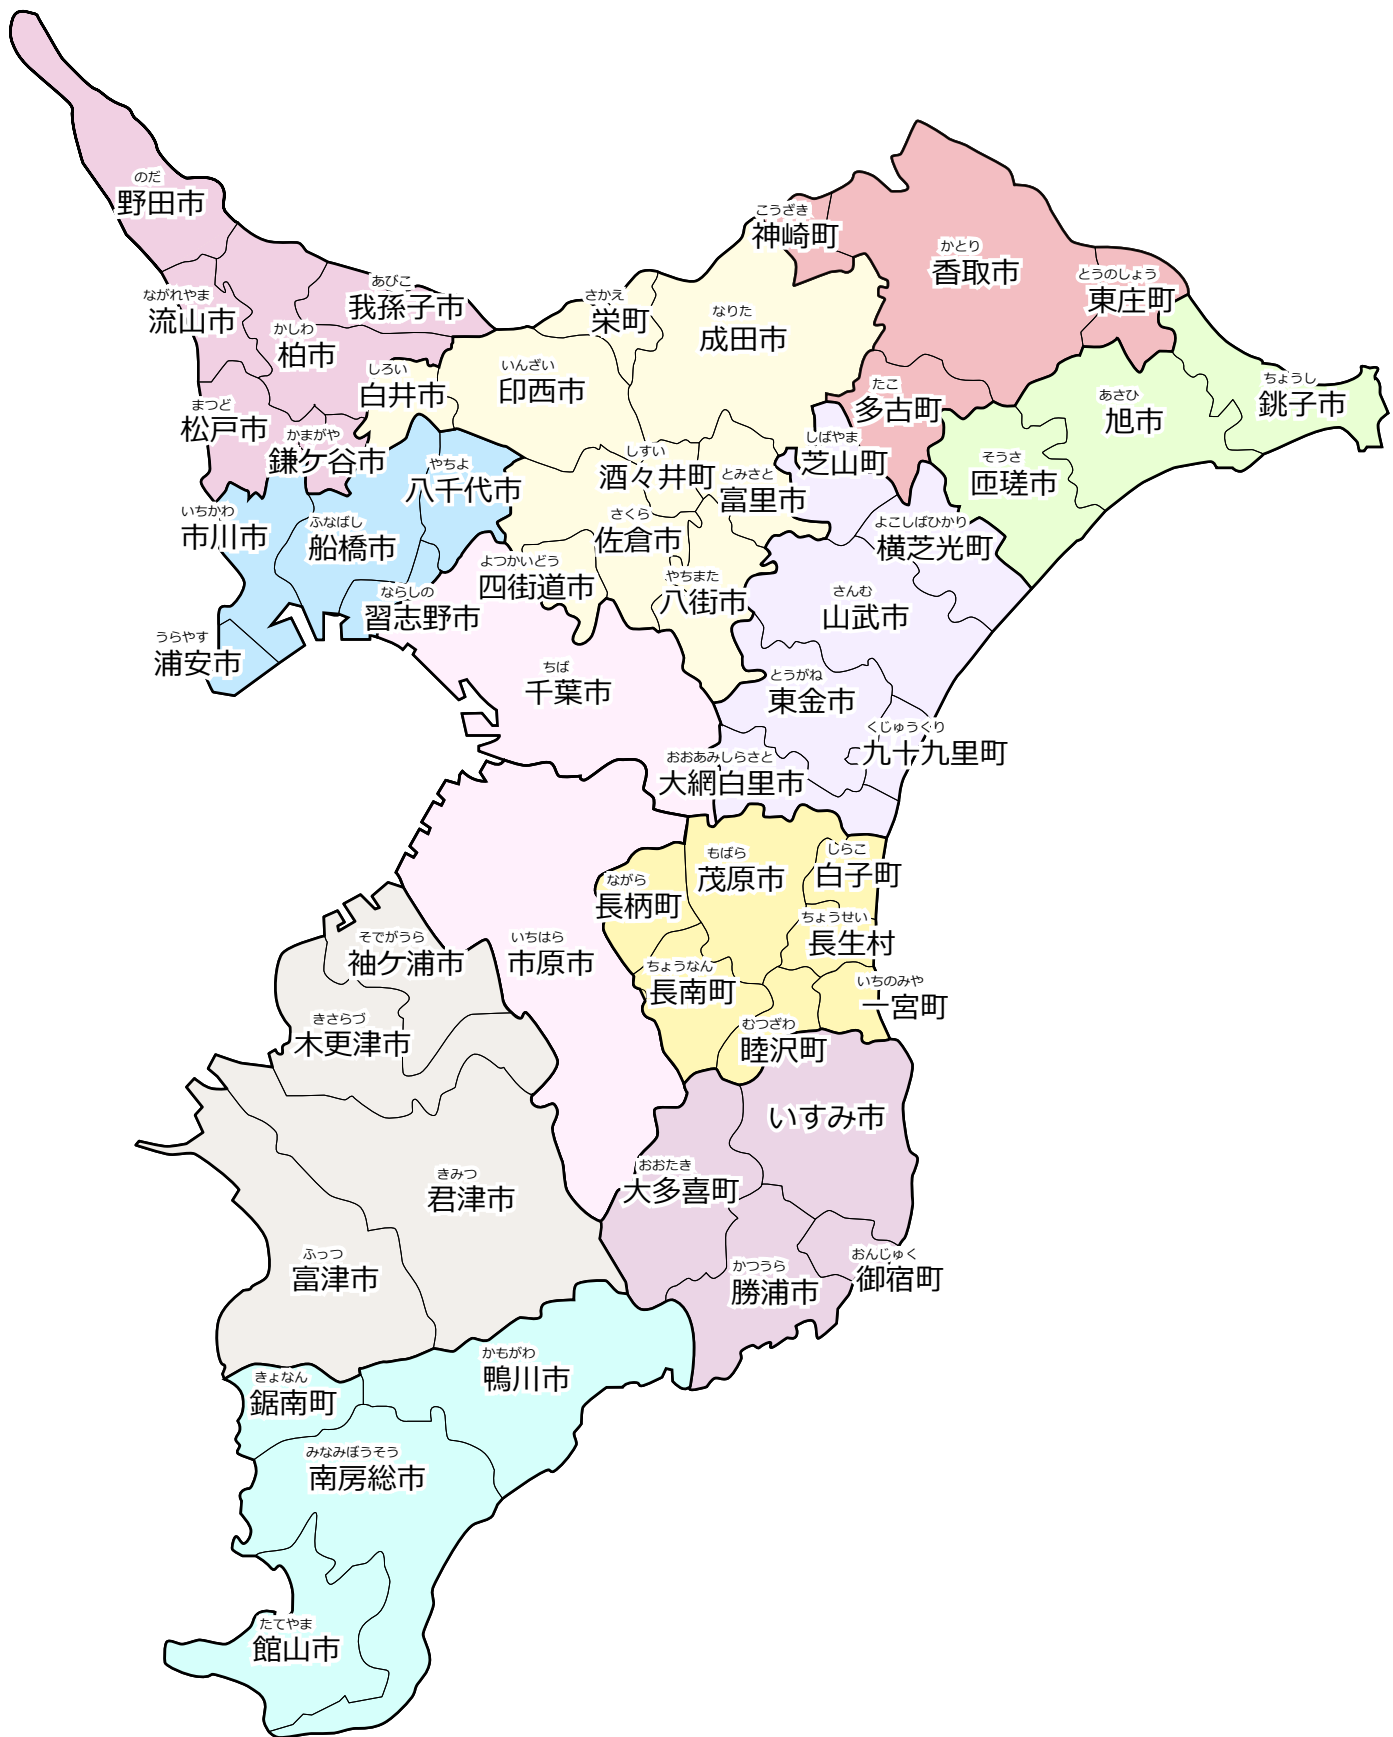 のだ
野田市
ながれやま
流山市
かしわ
柏市
あびこ
我孫子市
まつど
松戸市
かまがや
鎌ケ谷市
しろい
白井市
いんざい
印西市
さかえ
栄町
なりた
成田市
こうざき
神崎町
かとり
香取市
とうのしょう
東庄町
たこ
多古町
ちょうし
銚子市
あさひ
旭市
そうさ
匝瑳市
しばやま
芝山町
よこしばひかり
横芝光町
しすい
酒々井町
とみさと
富里市
さくら
佐倉市
やちまた
八街市
よつかいどう
四街道市
やちよ
八千代市
いちかわ
市川市
ふなばし
船橋市
ならしの
習志野市
うらやす
浦安市
ちば
千葉市
さんむ
山武市
とうがね
東金市
くじゅうくり
九十九里町
おおあみしらさと
大網白里市
もばら
茂原市
しらこ
白子町
ながら
長柄町
ちょうせい
長生村
ちょうなん
長南町
いちのみや
一宮町
むつざわ
睦沢町
いちはら
市原市
そでがうら
袖ケ浦市
きさらづ
木更津市
きみつ
君津市
ふっつ
富津市
いすみ市
おおたき
大多喜町
おんじゅく
御宿町
かつうら
勝浦市
かもがわ
鴨川市
きょなん
鋸南町
みなみぼうそう
南房総市
たてやま
館山市